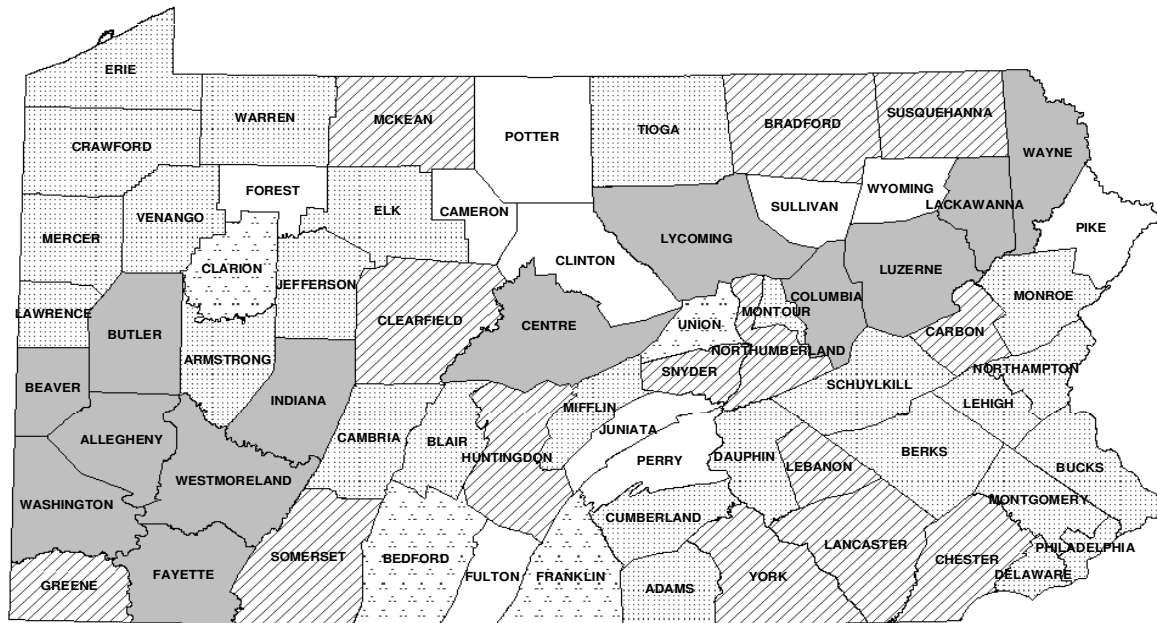 ERIE
WARREN
MCKEAN
POTTER
TIOGA
BRADFORD
SUSQUEHANNA
CRAWFORD
WAYNE
FOREST
WYOMING
VENANGO
ELK
CAMERON
SULLIVAN
LACKAWANNA
MERCER
LYCOMING
PIKE
CLARION
CLINTON
LUZERNE
JEFFERSON
COLUMBIA
MONROE
LAWRENCE
BUTLER
CLEARFIELD
CENTRE
UNION
MONTOUR
CARBON
ARMSTRONG
NORTHUMBERLAND
SNYDER
NORTHAMPTON
BEAVER
INDIANA
SCHUYLKILL
LEHIGH
ALLEGHENY
CAMBRIA
BLAIR
MIFFLIN
JUNIATA
HUNTINGDON
PERRY
DAUPHIN
LEBANON
BERKS
BUCKS
WESTMORELAND
WASHINGTON
MONTGOMERY
CUMBERLAND
SOMERSET
BEDFORD
LANCASTER
PHILADELPHIA
CHESTER
FAYETTE
FULTON
FRANKLIN
YORK
DELAWARE
GREENE
ADAMS